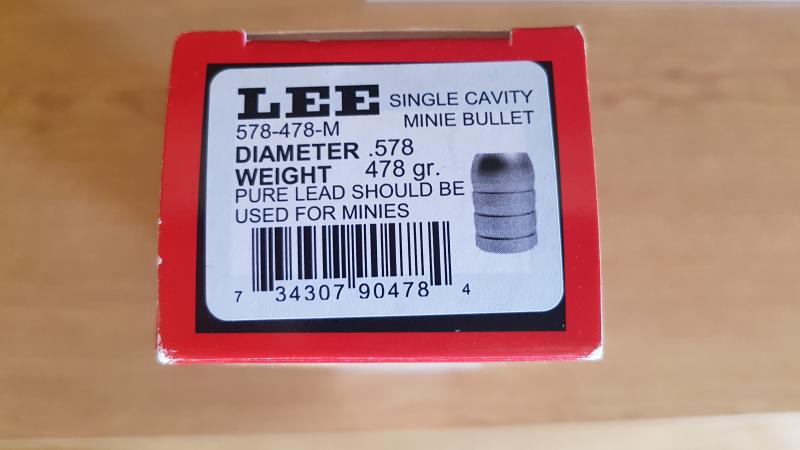 LEE SINGLE CAVITY
578-478-M MINIE BULLET
DIAMETER .578
WEIGHT 478 gr.
PURE LEAD SHOULD BE
USED FOR MINIES
7 34307 90478 4